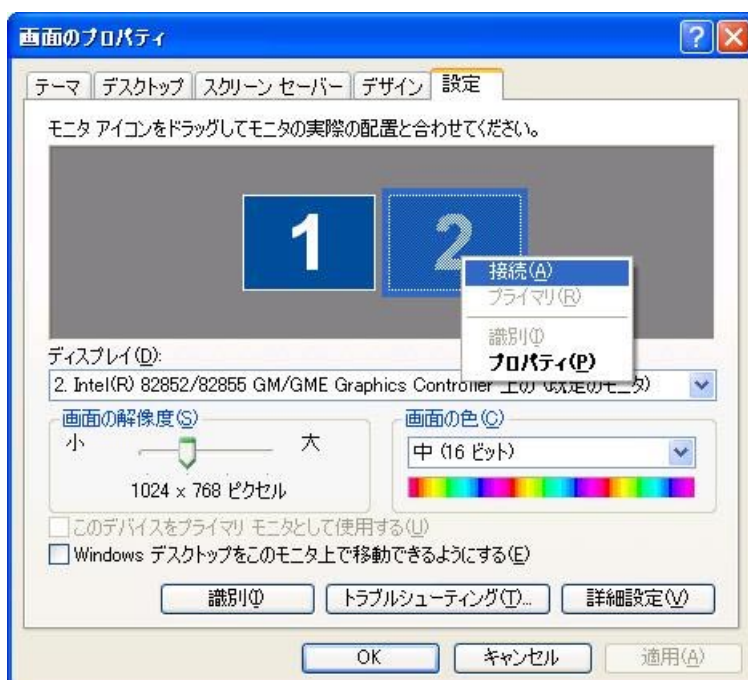 画面のプロパティ
テーマ デスクトップ スクリーン セーバー デザイン 設定
モニタ アイコンをドラッグしてモニタの実際の配置と合わせてください。
1 2
接続(A)
プライマリ(R)
識別(I)
プロパティ(P)
ディスプレイ(D):
2. Intel(R) 82852/82855 GM/GME Graphics Controller 上の (既定のモニタ)
画面の解像度(S)
小 大
1024 x 768 ピクセル
画面の色(C)
中 (16 ビット)
このデバイスをプライマリ モニタとして使用する(U)
Windows デスクトップをこのモニタ上で移動できるようにする(E)
識別(I) トラブルシューティング(T)... 詳細設定(V)
OK キャンセル 適用(A)